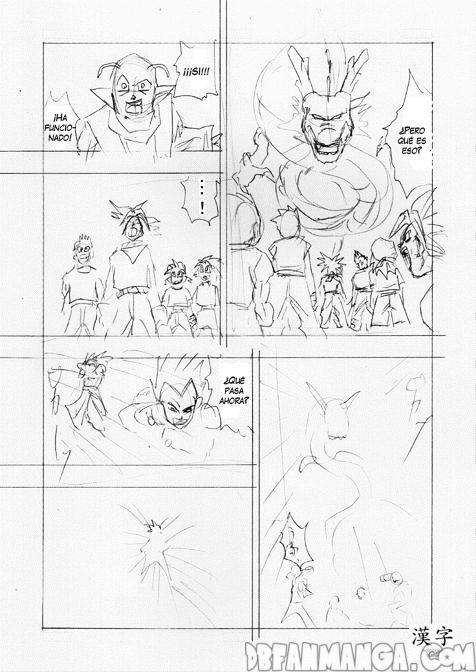 ¿PERO
QUÉ ES
ESO?
¡¡¡SI!!!
¡HA
FUNCIO-
NADO!
...!
¿QUÉ
PASA
AHORA?
漢字
DBFANMANGA.COM